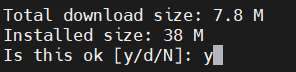 Total download size: 7.8 M
Installed size: 38 M
Is this ok [y/d/N]: y